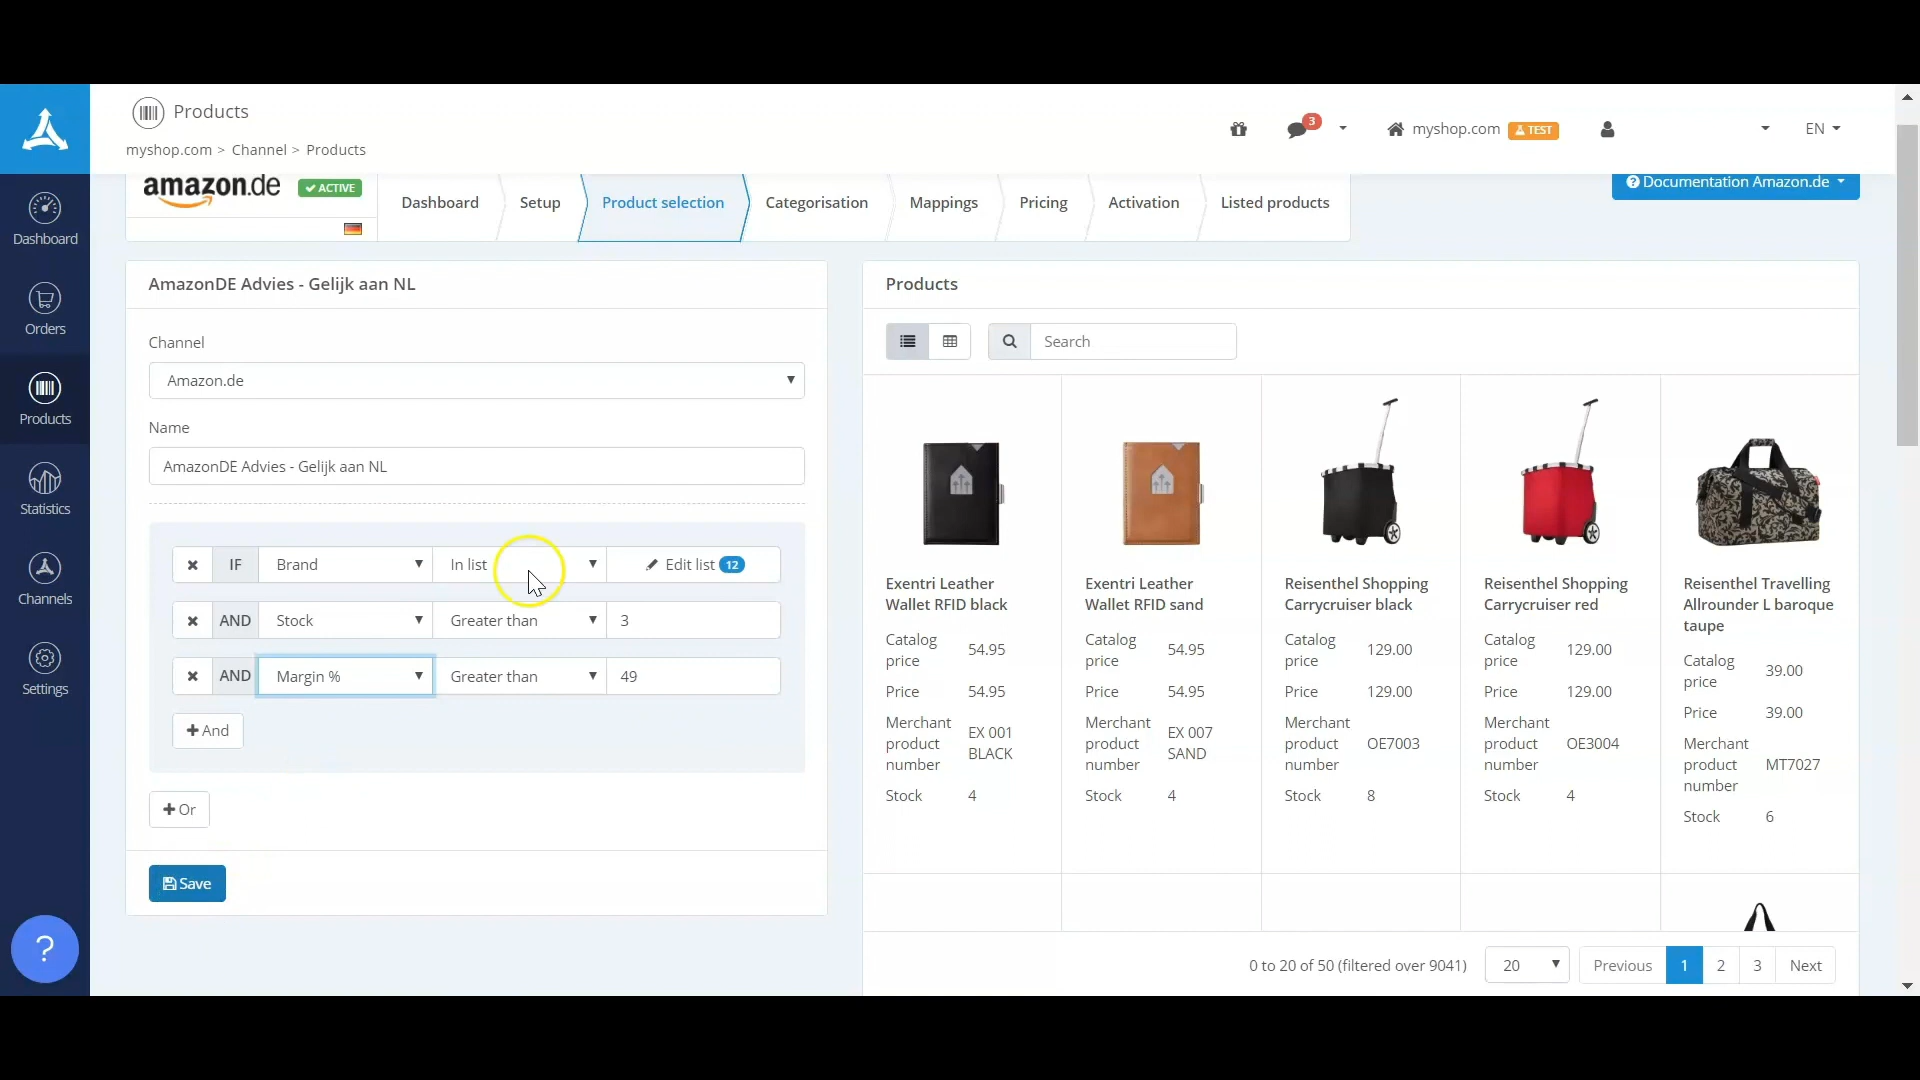 Products
myshop.com > Channel > Products
3
myshop.com
TEST
EN
amazon.de
ACTIVE
Dashboard
Setup
Product selection
Categorisation
Mappings
Pricing
Activation
Listed products
Documentation Amazon.de
Dashboard
Orders
Products
Statistics
Channels
Settings
?
AmazonDE Advies - Gelijk aan NL
Channel
Amazon.de
Name
AmazonDE Advies - Gelijk aan NL
IF Brand In list Edit list 12
AND Stock Greater than 3
AND Margin % Greater than 49
And
Or
Save
Products
Search
Exentri Leather
Wallet RFID black
Catalog
price
54.95
Price 54.95
Merchant
product
number
EX 001
BLACK
Stock 4
Exentri Leather
Wallet RFID sand
Catalog
price
54.95
Price 54.95
Merchant
product
number
EX 007
SAND
Stock 4
Reisenthel Shopping
Carrycruiser black
Catalog
price
129.00
Price 129.00
Merchant
product
number
OE7003
Stock 8
Reisenthel Shopping
Carrycruiser red
Catalog
price
129.00
Price 129.00
Merchant
product
number
OE3004
Stock 4
Reisenthel Travelling
Allrounder L baroque
taupe
Catalog
price
39.00
Price 39.00
Merchant
product
number
MT7027
Stock 6
0 to 20 of 50 (filtered over 9041)
20
Previous 1 2 3 Next